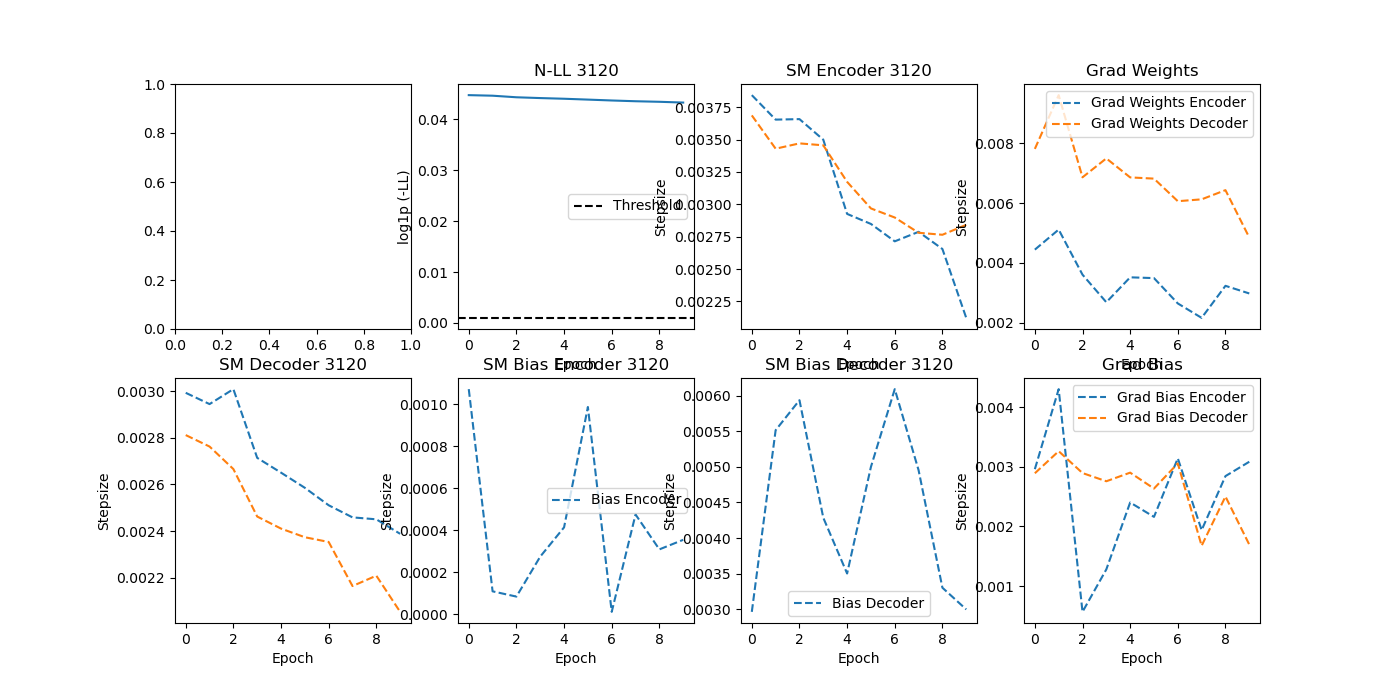 N-LL 3120
SM Encoder 3120
Grad Weights
1.0
0.8
0.6
0.4
0.2
0.0
0.0 0.2 0.4 0.6 0.8 1.0
log1p (-LL)
0.04
0.03
0.02
0.01
0.00
Threshold
0 2 4 6 8
Epoch
Stepsize
0.00375
0.00350
0.00325
0.00300
0.00275
0.00250
0.00225
0 2 4 6 8
Epoch
Stepsize
0.008
0.006
0.004
0.002
Grad Weights Encoder
Grad Weights Decoder
0 2 4 6 8
Epoch
SM Decoder 3120
SM Bias Encoder 3120
SM Bias Decoder 3120
Grad Bias
Stepsize
0.0030
0.0028
0.0026
0.0024
0.0022
0 2 4 6 8
Epoch
Stepsize
0.0010
0.0008
0.0006
0.0004
0.0002
0.0000
Bias Encoder
0 2 4 6 8
Epoch
Stepsize
0.0060
0.0055
0.0050
0.0045
0.0040
0.0035
0.0030
Bias Decoder
0 2 4 6 8
Epoch
Stepsize
0.004
0.003
0.002
0.001
Grad Bias Encoder
Grad Bias Decoder
0 2 4 6 8
Epoch